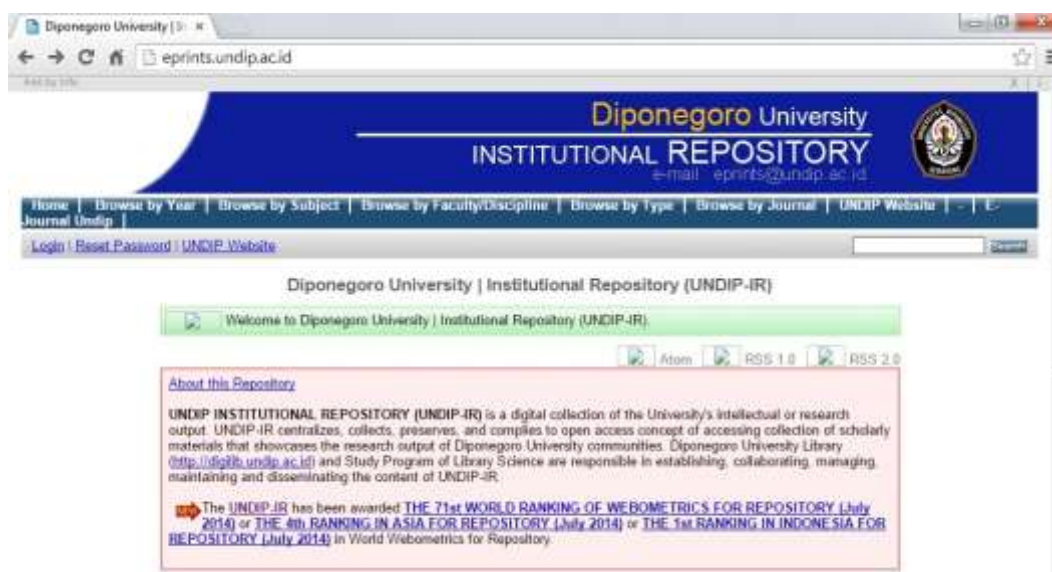 Diponegoro University | 
eprints.undip.ac.id
Diponegoro University
INSTITUTIONAL REPOSITORY
e-mail eprints@undip.ac.id
Home | Browse by Year | Browse by Subject | Browse by Faculty/Discipline | Browse by Type | Browse by Journal | UNDIP Website | - | E-
Journal Undip |
Login | Reset Password | UNDIP Website
Search
Diponegoro University | Institutional Repository (UNDIP-IR)
Welcome to Diponegoro University | Institutional Repository (UNDIP-IR).
Atom RSS 1.0 RSS 2.0
About this Repository
UNDIP INSTITUTIONAL REPOSITORY (UNDIP-IR) is a digital collection of the University's intellectual or research
output. UNDIP-IR centralizes, collects, preserves, and complies to open access concept of accessing collection of scholarly
materials that showcases the research output of Diponegoro University communities. Diponegoro University Library
(http://digilib.undip.ac.id) and Study Program of Library Science are responsible in establishing, collaborating, managing,
maintaining and disseminating the content of UNDIP-IR
The UNDIP-IR has been awarded THE 71st WORLD RANKING OF WEBOMETRICS FOR REPOSITORY (July
2014) or THE 4th RANKING IN ASIA FOR REPOSITORY (July 2014) or THE 1st RANKING IN INDONESIA FOR
REPOSITORY (July 2014) in World Webometrics for Repository.